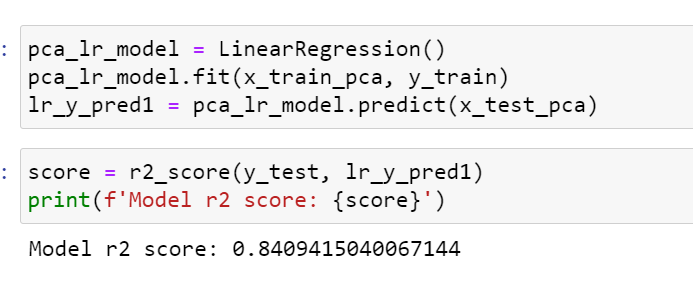 : pca_lr_model = LinearRegression()
pca_lr_model.fit(x_train_pca, y_train)
lr_y_pred1 = pca_lr_model.predict(x_test_pca)
: score = r2_score(y_test, lr_y_pred1)
print(f'Model r2 score: {score}')
Model r2 score: 0.8409415040067144